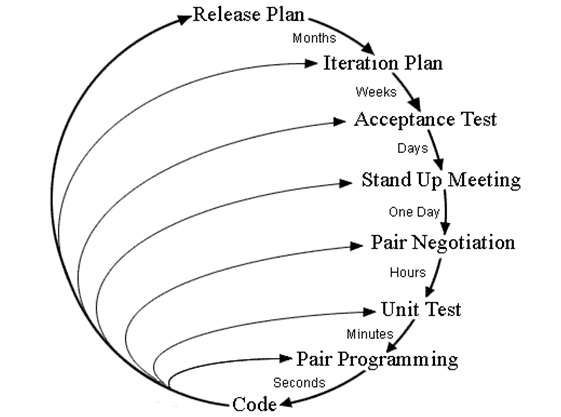 Release Plan
Months
Iteration Plan
Weeks
Acceptance Test
Days
Stand Up Meeting
One Day
Pair Negotiation
Hours
Unit Test
Minutes
Pair Programming
Seconds
Code